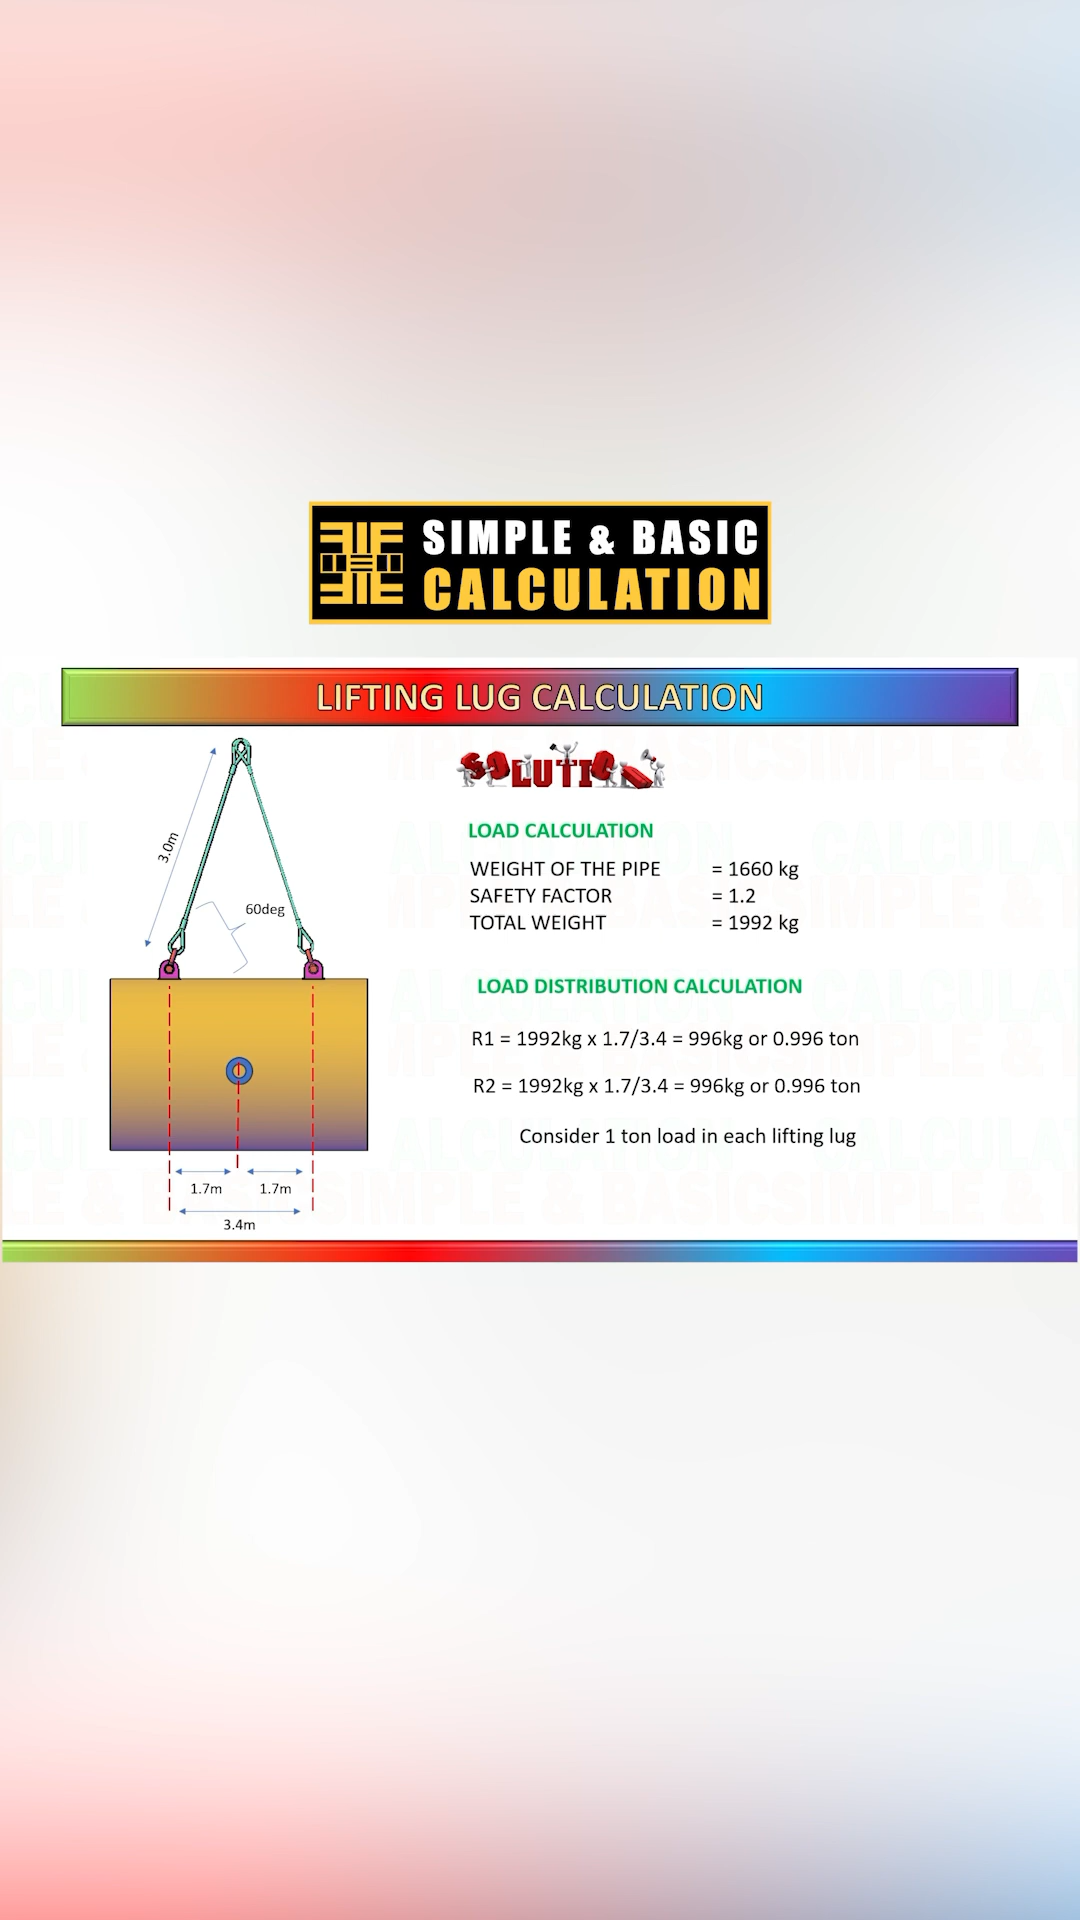 SIMPLE & BASIC
CALCULATION
LIFTING LUG CALCULATION
SOLUTION
3.0m
60deg
1.7m
1.7m
3.4m
LOAD CALCULATION
WEIGHT OF THE PIPE = 1660 kg
SAFETY FACTOR = 1.2
TOTAL WEIGHT = 1992 kg
LOAD DISTRIBUTION CALCULATION
R1 = 1992kg x 1.7/3.4 = 996kg or 0.996 ton
R2 = 1992kg x 1.7/3.4 = 996kg or 0.996 ton
Consider 1 ton load in each lifting lug